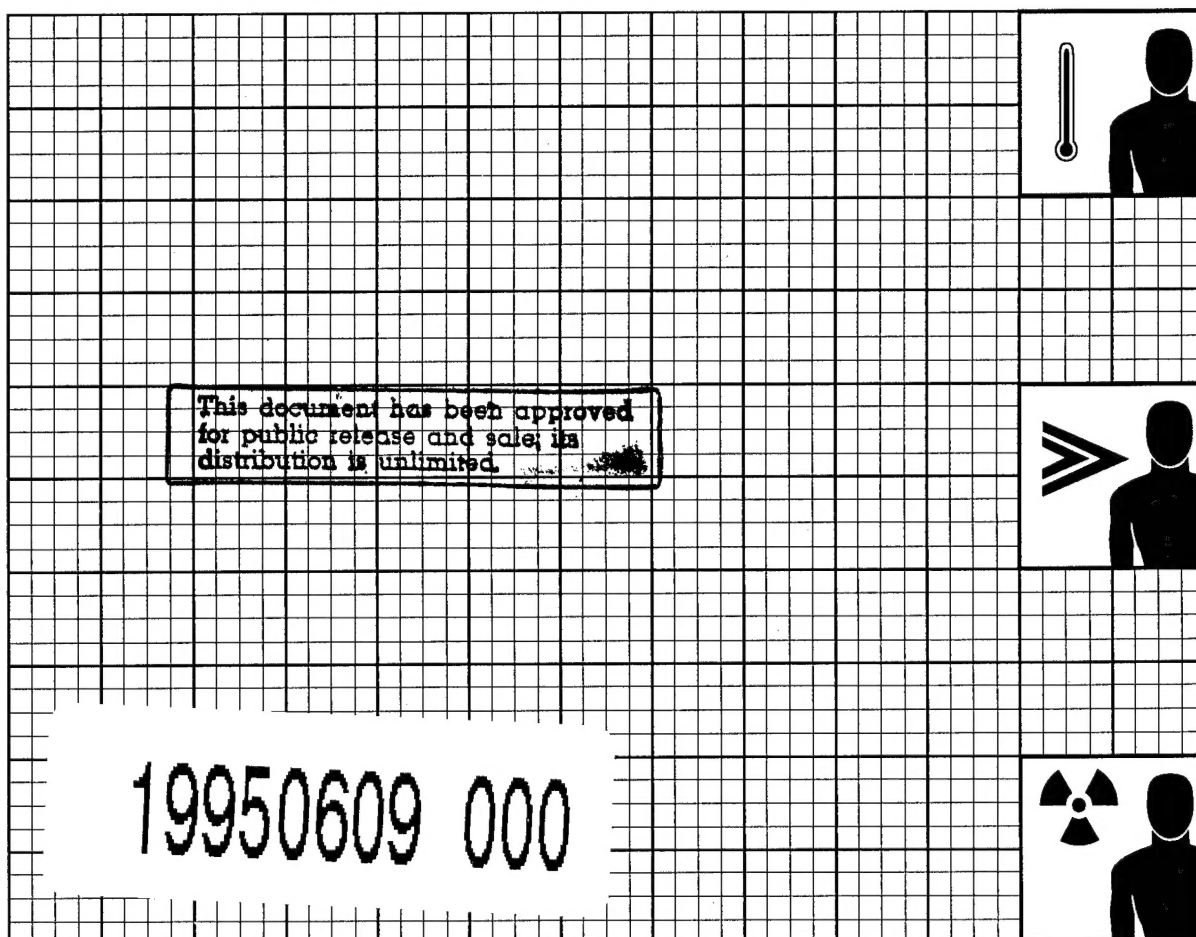 This document has been approved
for public release and sale; its
distribution is unlimited.
19950609 000